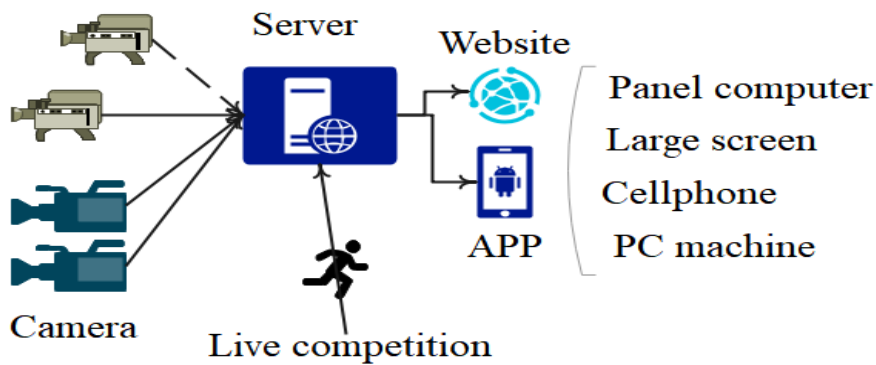 Server
Website
Panel computer
Large screen
Cellphone
APP
PC machine
Camera
Live competition